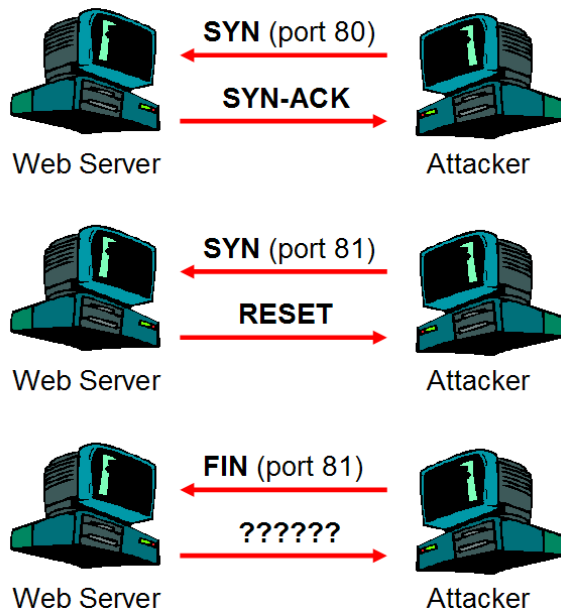 SYN (port 80)
SYN-ACK
Web Server Attacker
SYN (port 81)
RESET
Web Server Attacker
FIN (port 81)
??????
Web Server Attacker